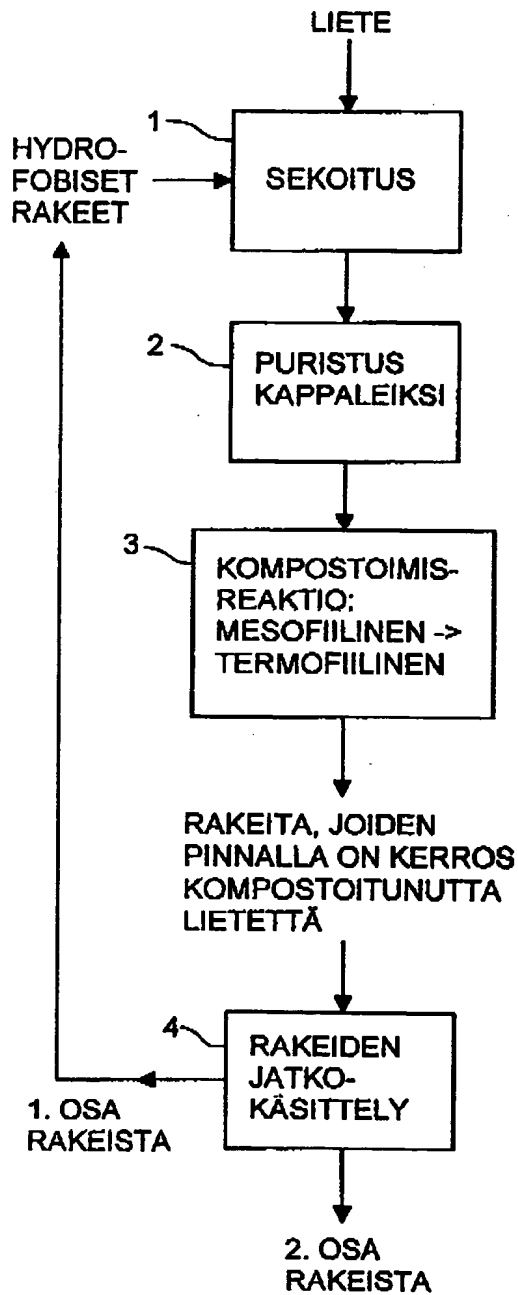 LIETE
1
HYDRO-
FOBISET
RAKEET
SEKOITUS
2
PURISTUS
KAPPALEIKSI
3
KOMPOSTOIMIS-
REAKTIO:
MESOFIILINEN ->
TERMOFIILINEN
RAKEITA, JOIDEN
PINNALLA ON KERROS
KOMPOSTOITUNUTTA
LIETETTÄ
4
RAKEIDEN
JATKO-
KÄSITTELY
1. OSA
RAKEISTA
2. OSA
RAKEISTA